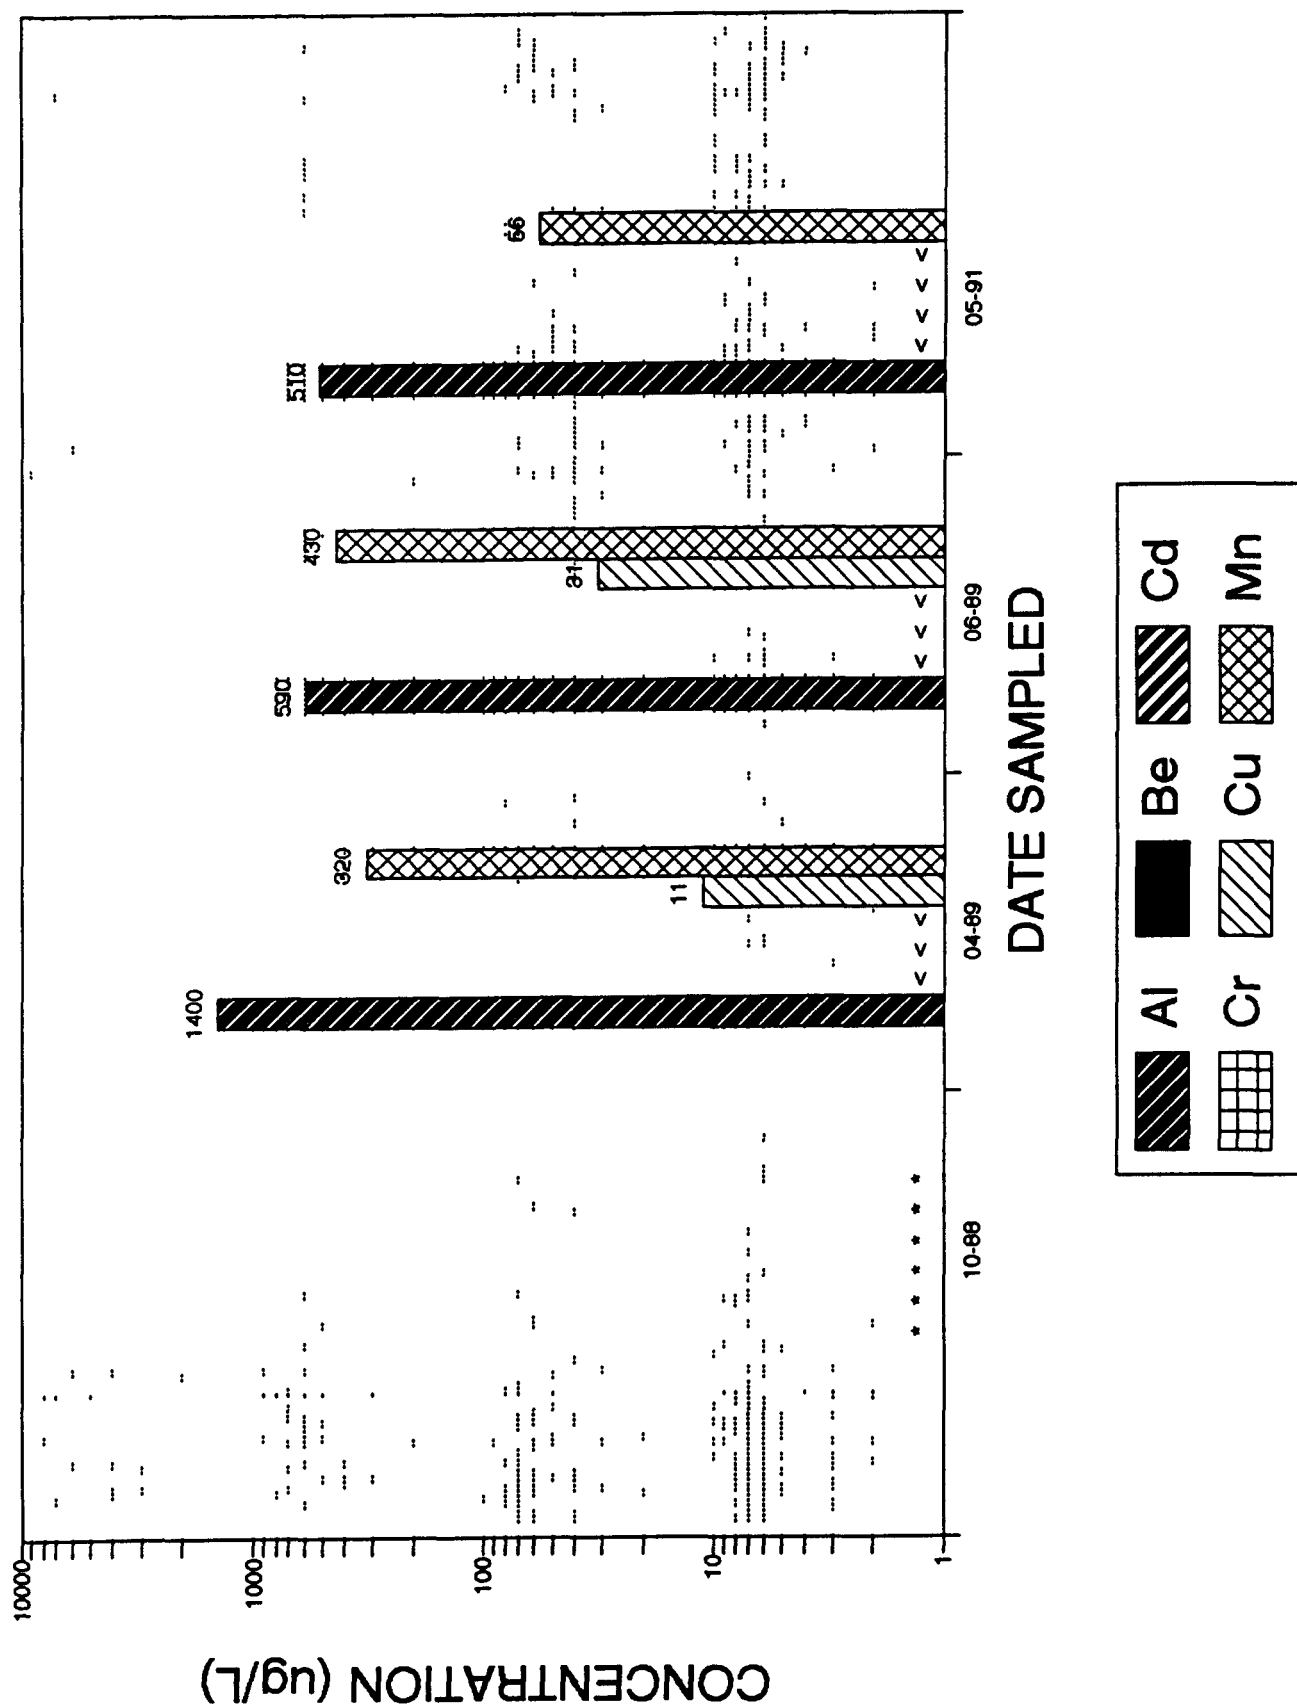 CONCENTRATION (ug/L)
10000
1000
100
10
1
* * * * * *
1400
< < <
11
320
590
< < <
31
430
510
< < < <
56
10-88
04-89
06-89
05-91
DATE SAMPLED
Al
Be
Cd
Cr
Cu
Mn